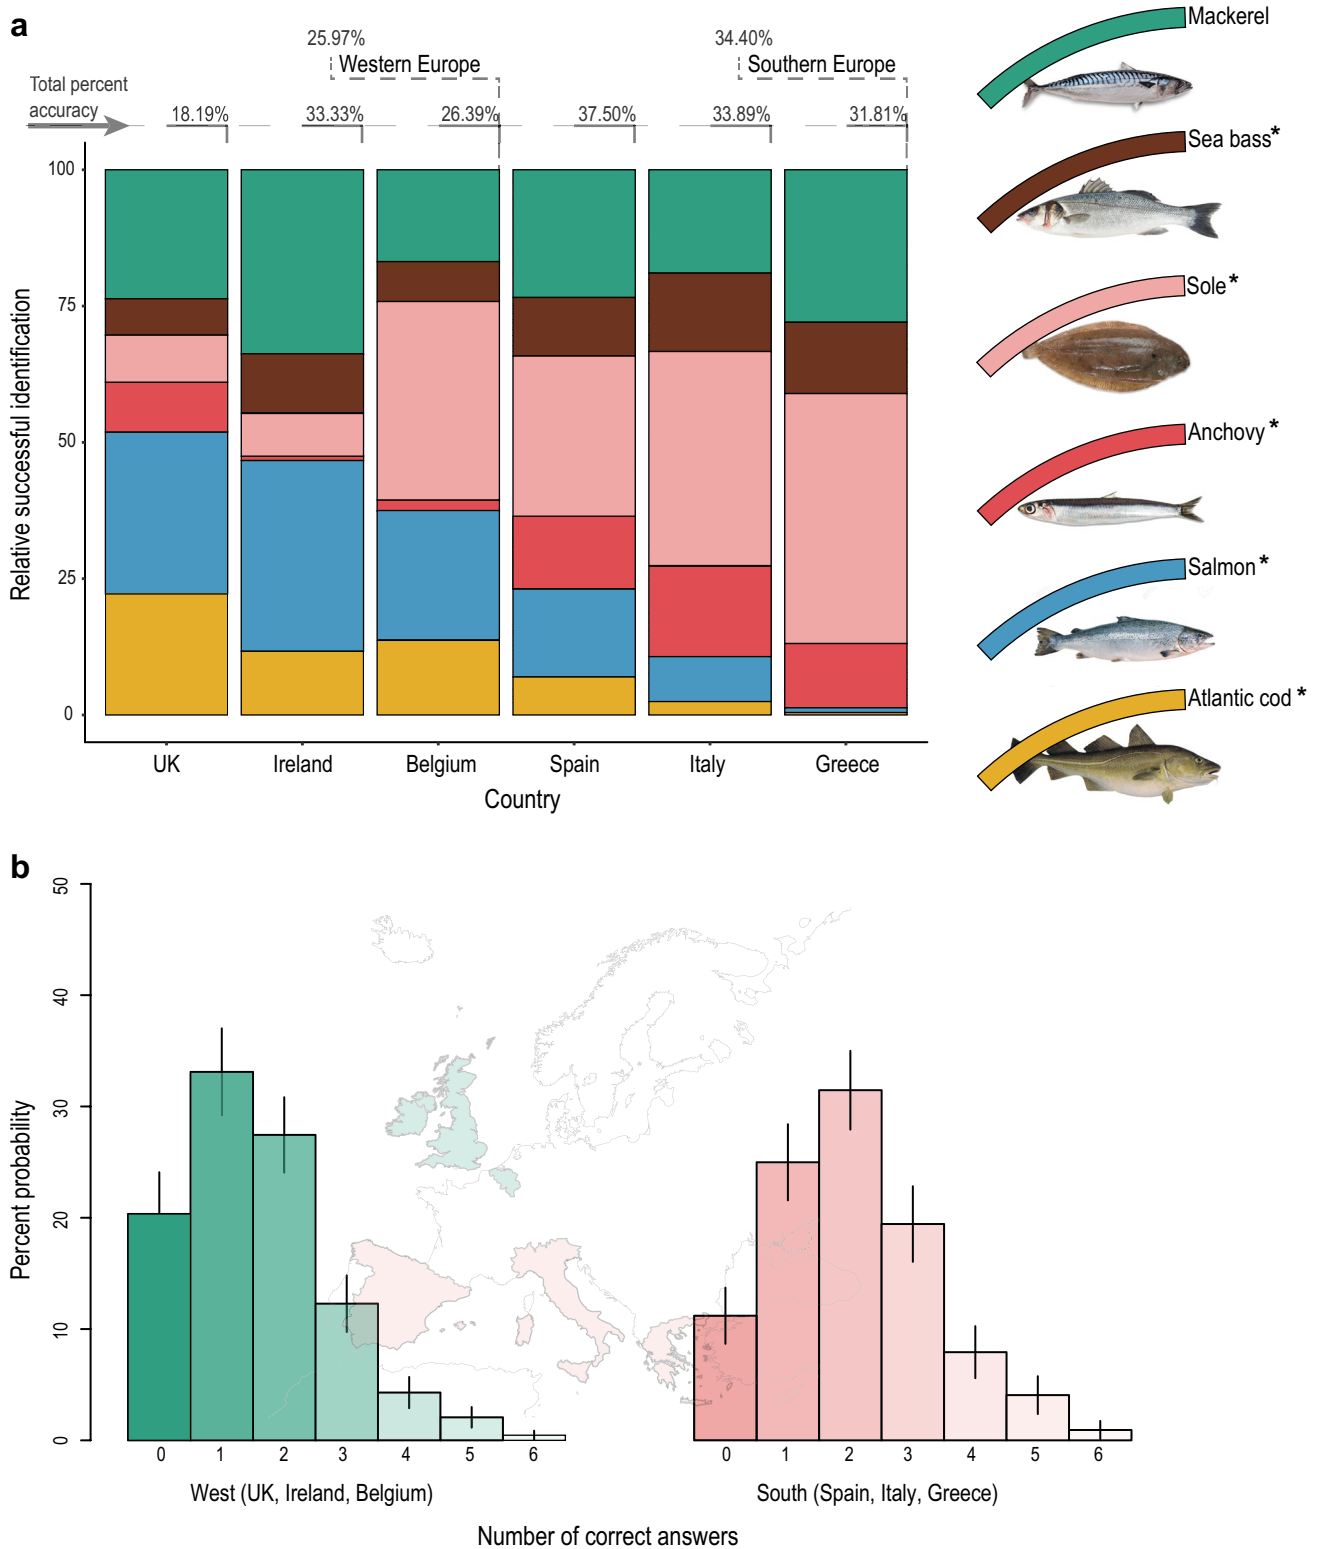 a
25.97%
34.40%
Western Europe
Southern Europe
Total percent
accuracy
18.19%
33.33%
26.39%
37.50%
33.89%
31.81%
100
75
50
25
0
Relative successful identification
UK
Ireland
Belgium
Spain
Italy
Greece
Country
Mackerel
Sea bass*
Sole*
Anchovy*
Salmon*
Atlantic cod*
b
50
40
30
20
10
0
Percent probability
0 1 2 3 4 5 6
0 1 2 3 4 5 6
West (UK, Ireland, Belgium)
South (Spain, Italy, Greece)
Number of correct answers